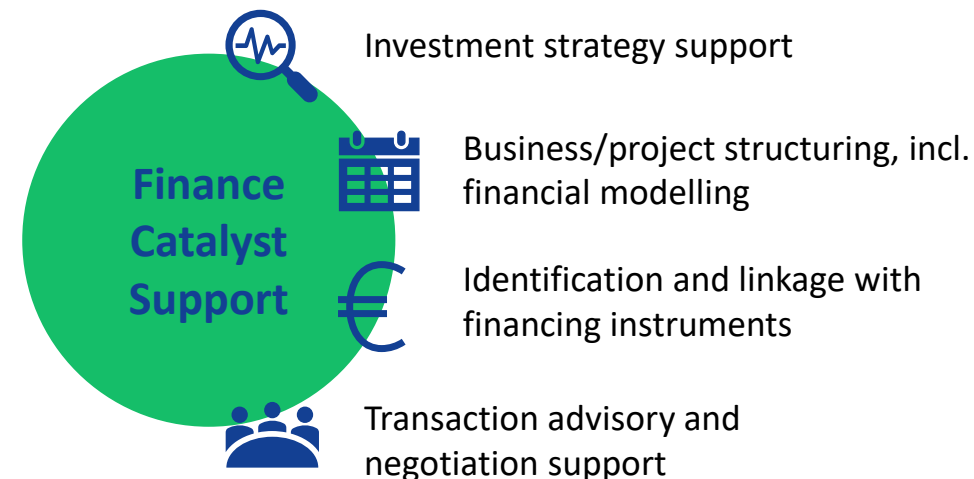 Investment strategy support
Business/project structuring, incl.
financial modelling
Finance
Catalyst
Support
Identification and linkage with
financing instruments
Transaction advisory and
negotiation support